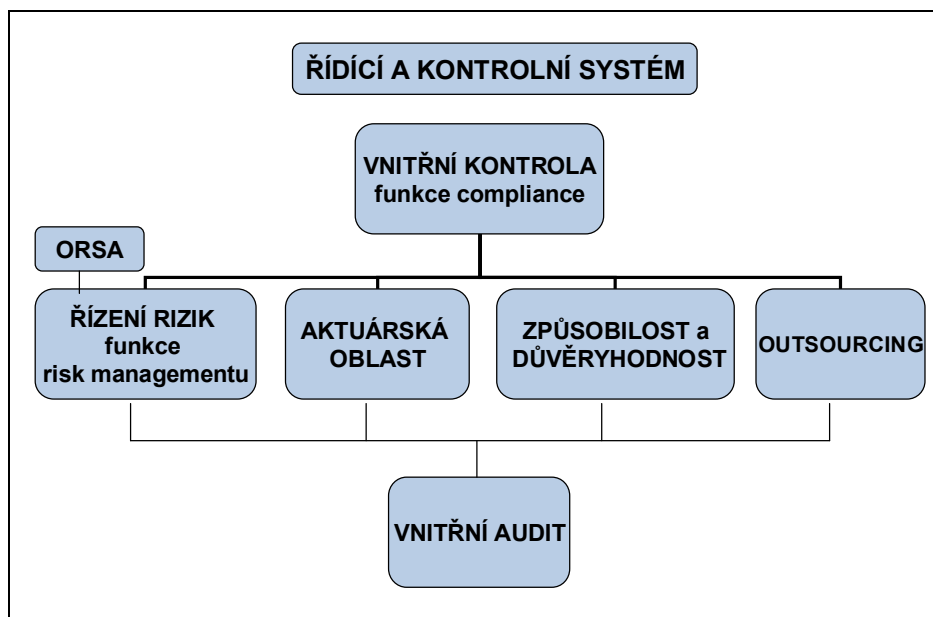 ŘÍDÍCÍ A KONTROLNÍ SYSTÉM
VNITŘNÍ KONTROLA
funkce compliance
ORSA
ŘÍZENÍ RIZIK
funkce
risk managementu
AKTUÁRSKÁ
OBLAST
ZPŮSOBILOST a
DŮVĚRYHODNOST
OUTSOURCING
VNITŘNÍ AUDIT